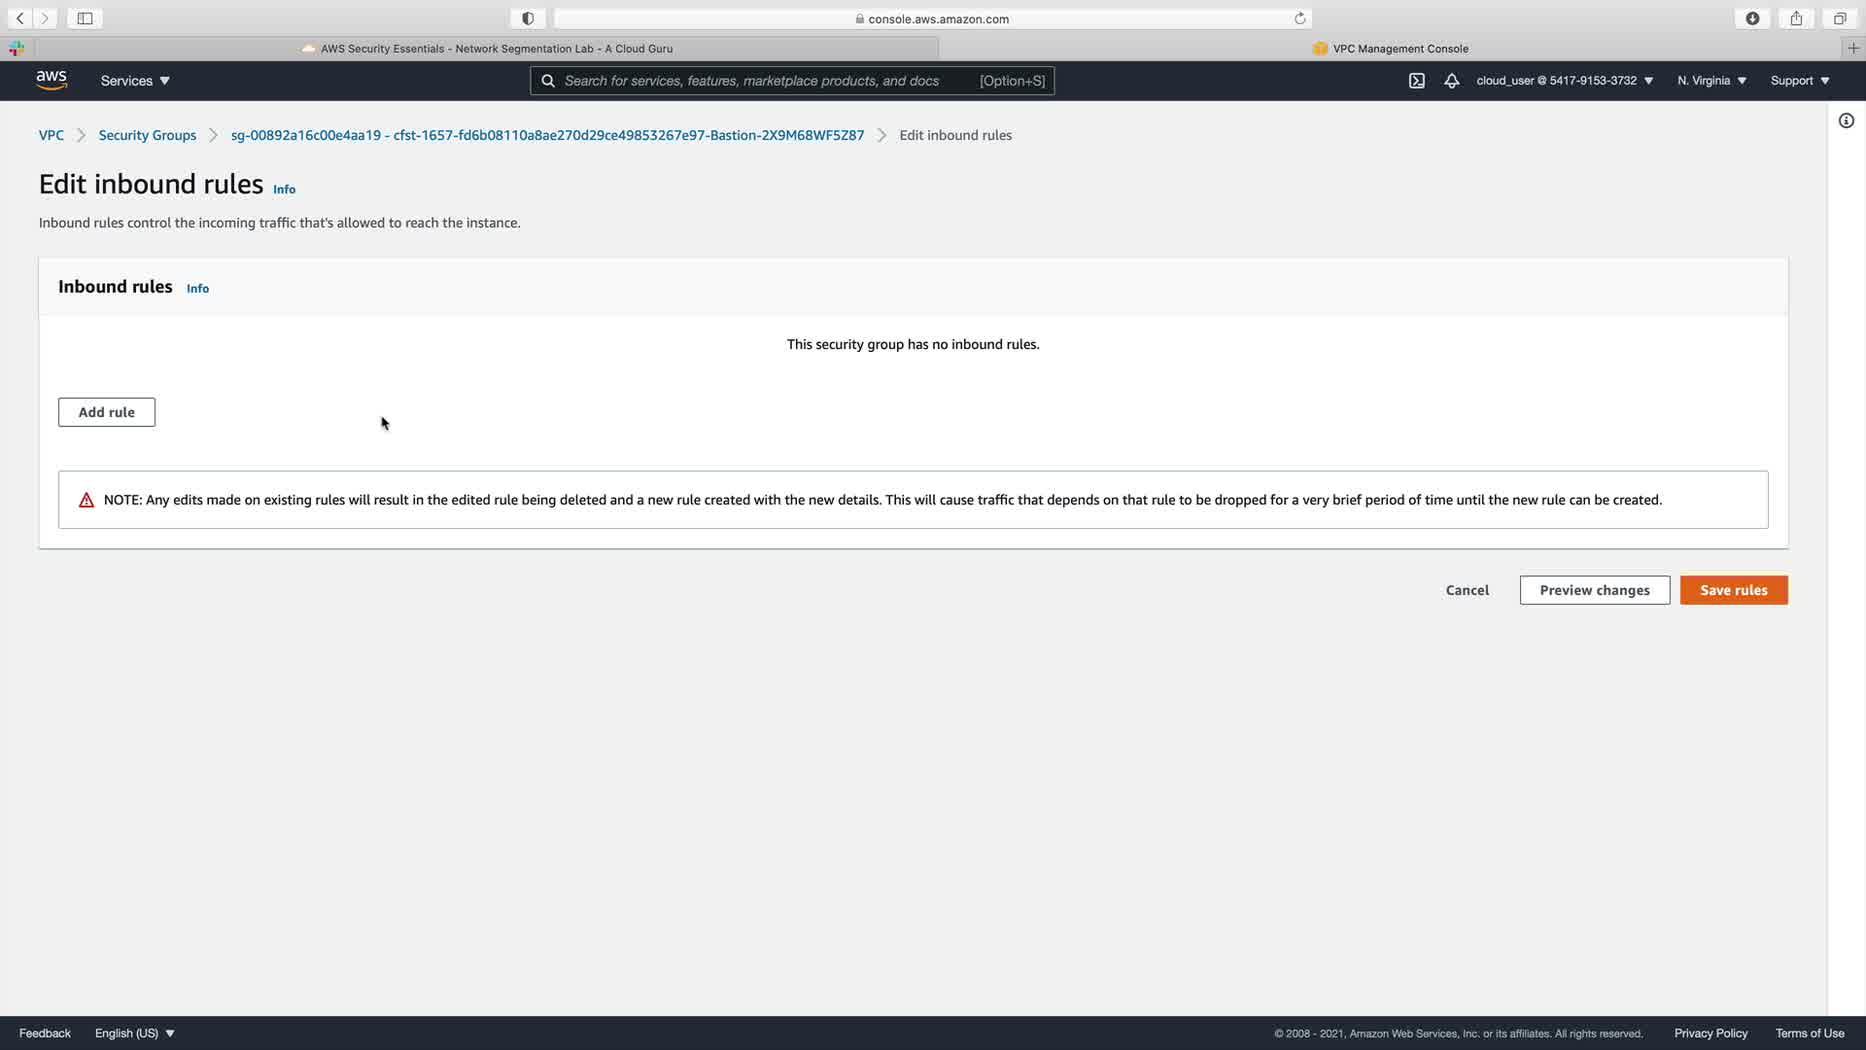 console.aws.amazon.com
AWS Security Essentials - Network Segmentation Lab - A Cloud Guru
VPC Management Console
aws
Services
Search for services, features, marketplace products, and docs [Option+S]
cloud_user @ 5417-9153-3732
N. Virginia
Support
VPC
Security Groups
sg-00892a16c00e4aa19 - cfst-1657-fd6b08110a8ae270d29ce49853267e97-Bastion-2X9M68WF5Z87
Edit inbound rules
Edit inbound rules Info
Inbound rules control the incoming traffic that's allowed to reach the instance.
Inbound rules Info
This security group has no inbound rules.
Add rule
NOTE: Any edits made on existing rules will result in the edited rule being deleted and a new rule created with the new details. This will cause traffic that depends on that rule to be dropped for a very brief period of time until the new rule can be created.
Cancel
Preview changes
Save rules
Feedback
English (US)
© 2008 - 2021, Amazon Web Services, Inc. or its affiliates. All rights reserved.
Privacy Policy
Terms of Use